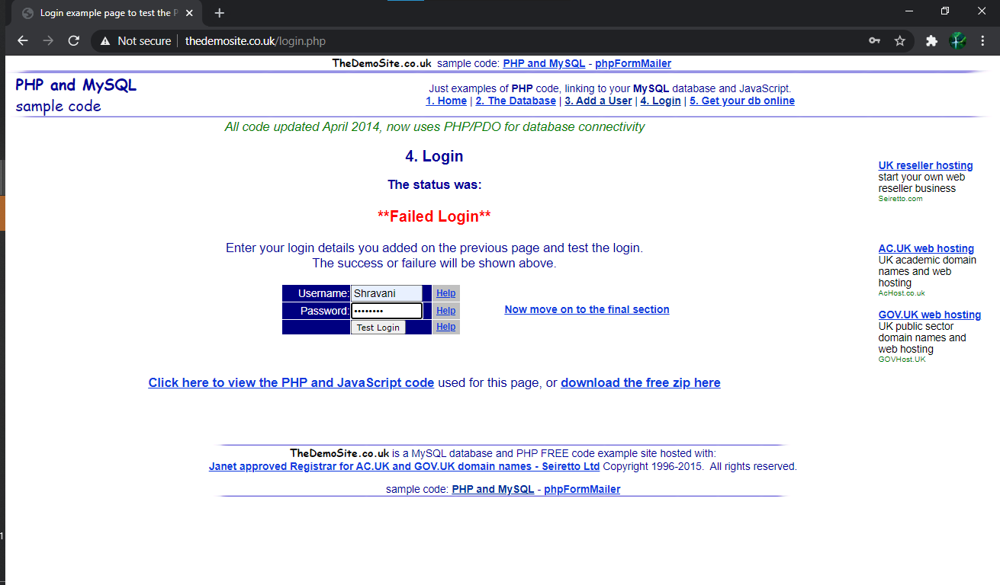 Login example page to test the P
Not secure | thedemosite.co.uk/login.php
TheDemoSite.co.uk sample code: PHP and MySQL - phpFormMailer
PHP and MySQL
sample code
Just examples of PHP code, linking to your MySQL database and JavaScript.
1. Home | 2. The Database | 3. Add a User | 4. Login | 5. Get your db online
All code updated April 2014, now uses PHP/PDO for database connectivity
4. Login
The status was:
**Failed Login**
Enter your login details you added on the previous page and test the login.
The success or failure will be shown above.
Username: Shravani Help
Password: •••••••• Help
Test Login Help
Now move on to the final section
Click here to view the PHP and JavaScript code used for this page, or download the free zip here
UK reseller hosting
start your own web
reseller business
Seiretto.com
AC.UK web hosting
UK academic domain
names and web
hosting
AcHost.co.uk
GOV.UK web hosting
UK public sector
domain names and
web hosting
GOVHost.UK
TheDemoSite.co.uk is a MySQL database and PHP FREE code example site hosted with:
Janet approved Registrar for AC.UK and GOV.UK domain names - Seiretto Ltd Copyright 1996-2015. All rights reserved.
sample code: PHP and MySQL - phpFormMailer
1